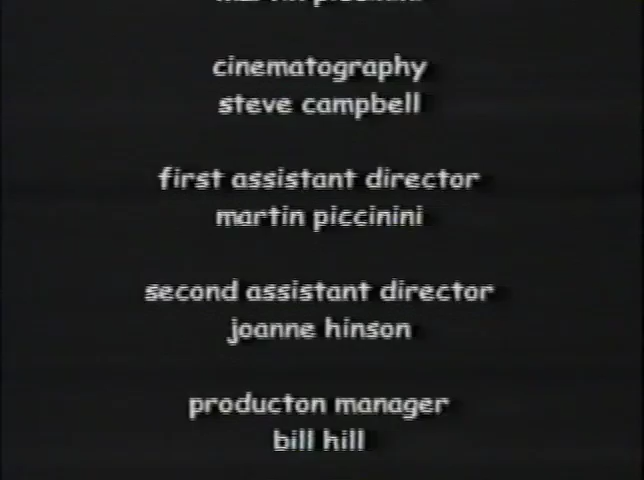 cinematography
steve campbell
first assistant director
martin piccinini
second assistant director
joanne hinson
producton manager
bill hill